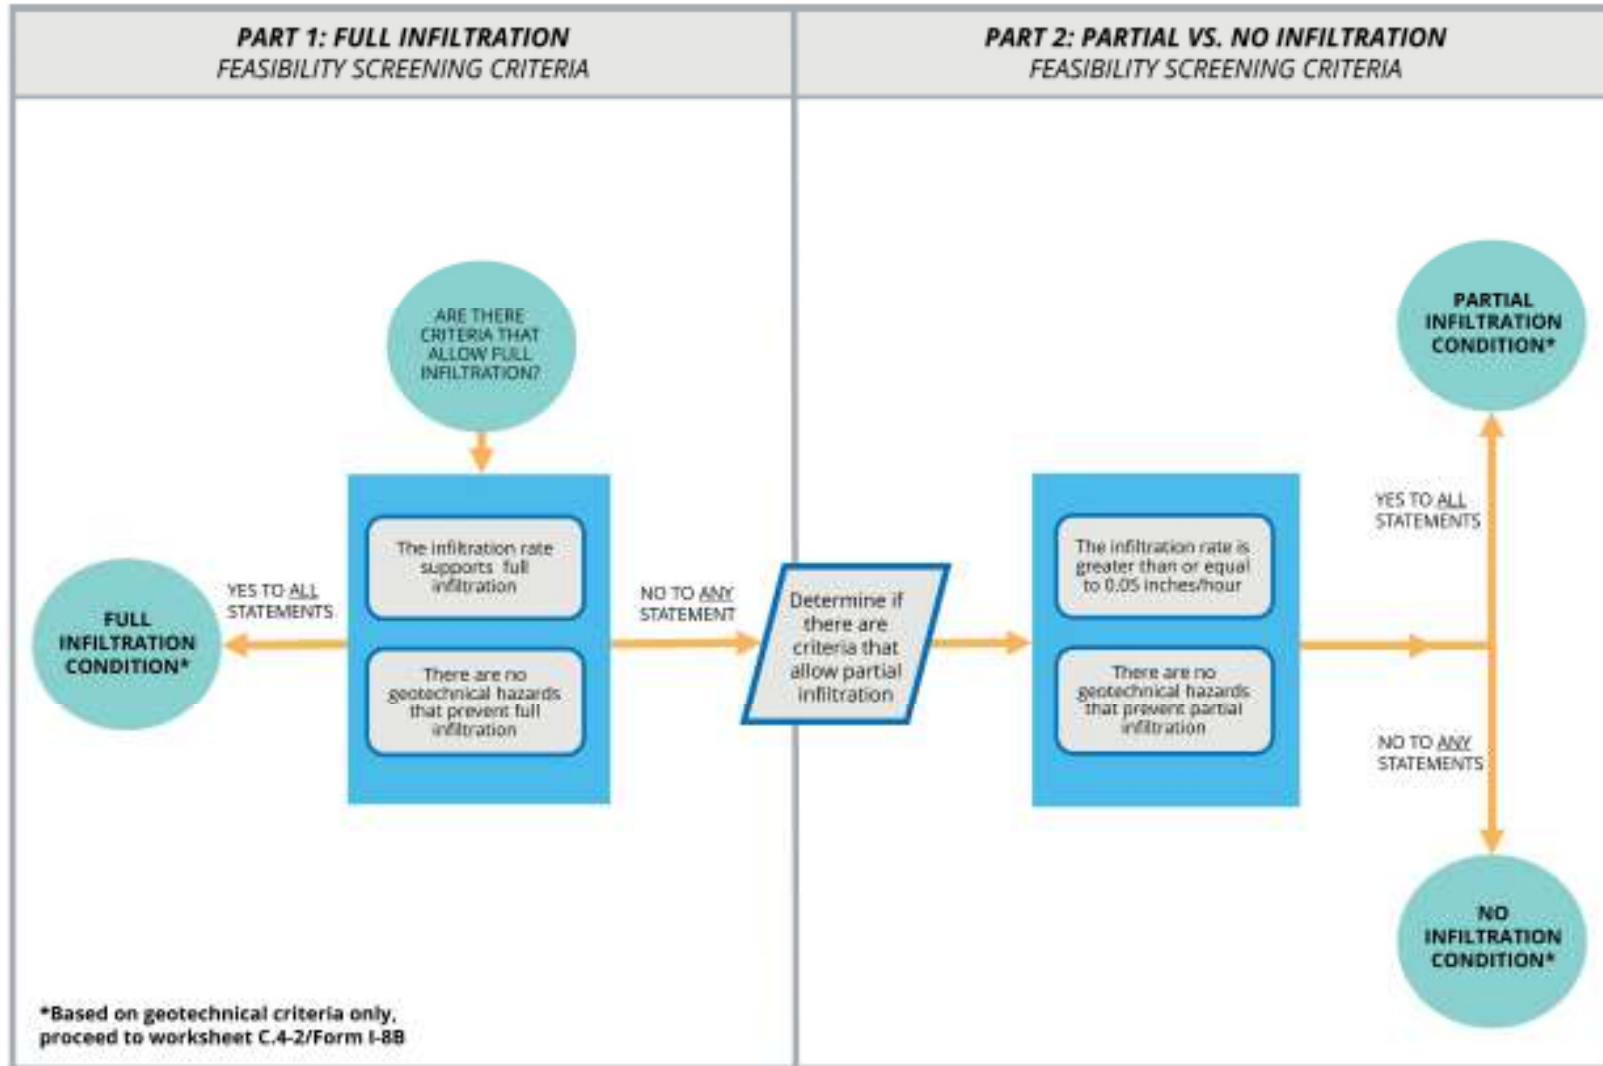 PART 1: FULL INFILTRATION
FEASIBILITY SCREENING CRITERIA
ARE THERE
CRITERIA THAT
ALLOW FULL
INFILTRATION?
The infiltration rate
supports full
infiltration
There are no
geotechnical hazards
that prevent full
infiltration
YES TO ALL
STATEMENTS
FULL
INFILTRATION
CONDITION*
NO TO ANY
STATEMENT
Determine if
there are
criteria that
allow partial
infiltration
*Based on geotechnical criteria only,
proceed to worksheet C.4-2/Form I-8B
PART 2: PARTIAL VS. NO INFILTRATION
FEASIBILITY SCREENING CRITERIA
The infiltration rate is
greater than or equal
to 0.05 inches/hour
There are no
geotechnical hazards
that prevent partial
infiltration
YES TO ALL
STATEMENTS
PARTIAL
INFILTRATION
CONDITION*
NO TO ANY
STATEMENTS
NO
INFILTRATION
CONDITION*